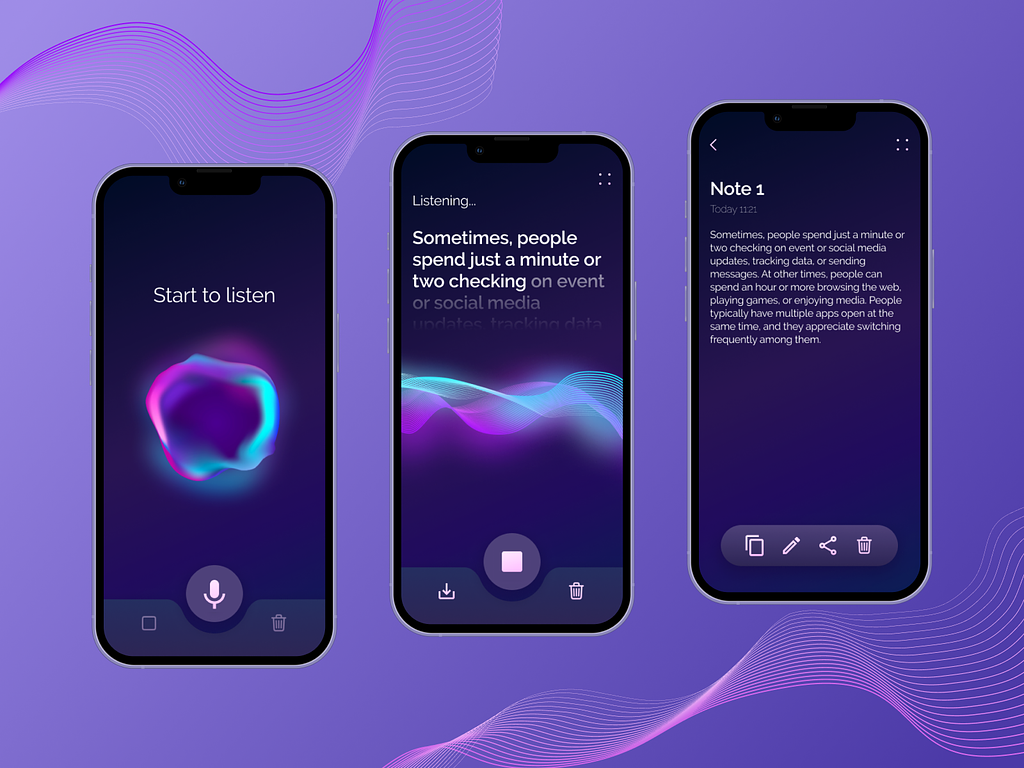 Start to listen
Listening...
Sometimes, people
spend just a minute or
two checking on event
or social media
updates, tracking data
Note 1
Today 11:21
Sometimes, people spend just a minute or
two checking on event or social media
updates, tracking data, or sending
messages. At other times, people can
spend an hour or more browsing the web,
playing games, or enjoying media. People
typically have multiple apps open at the
same time, and they appreciate switching
frequently among them.